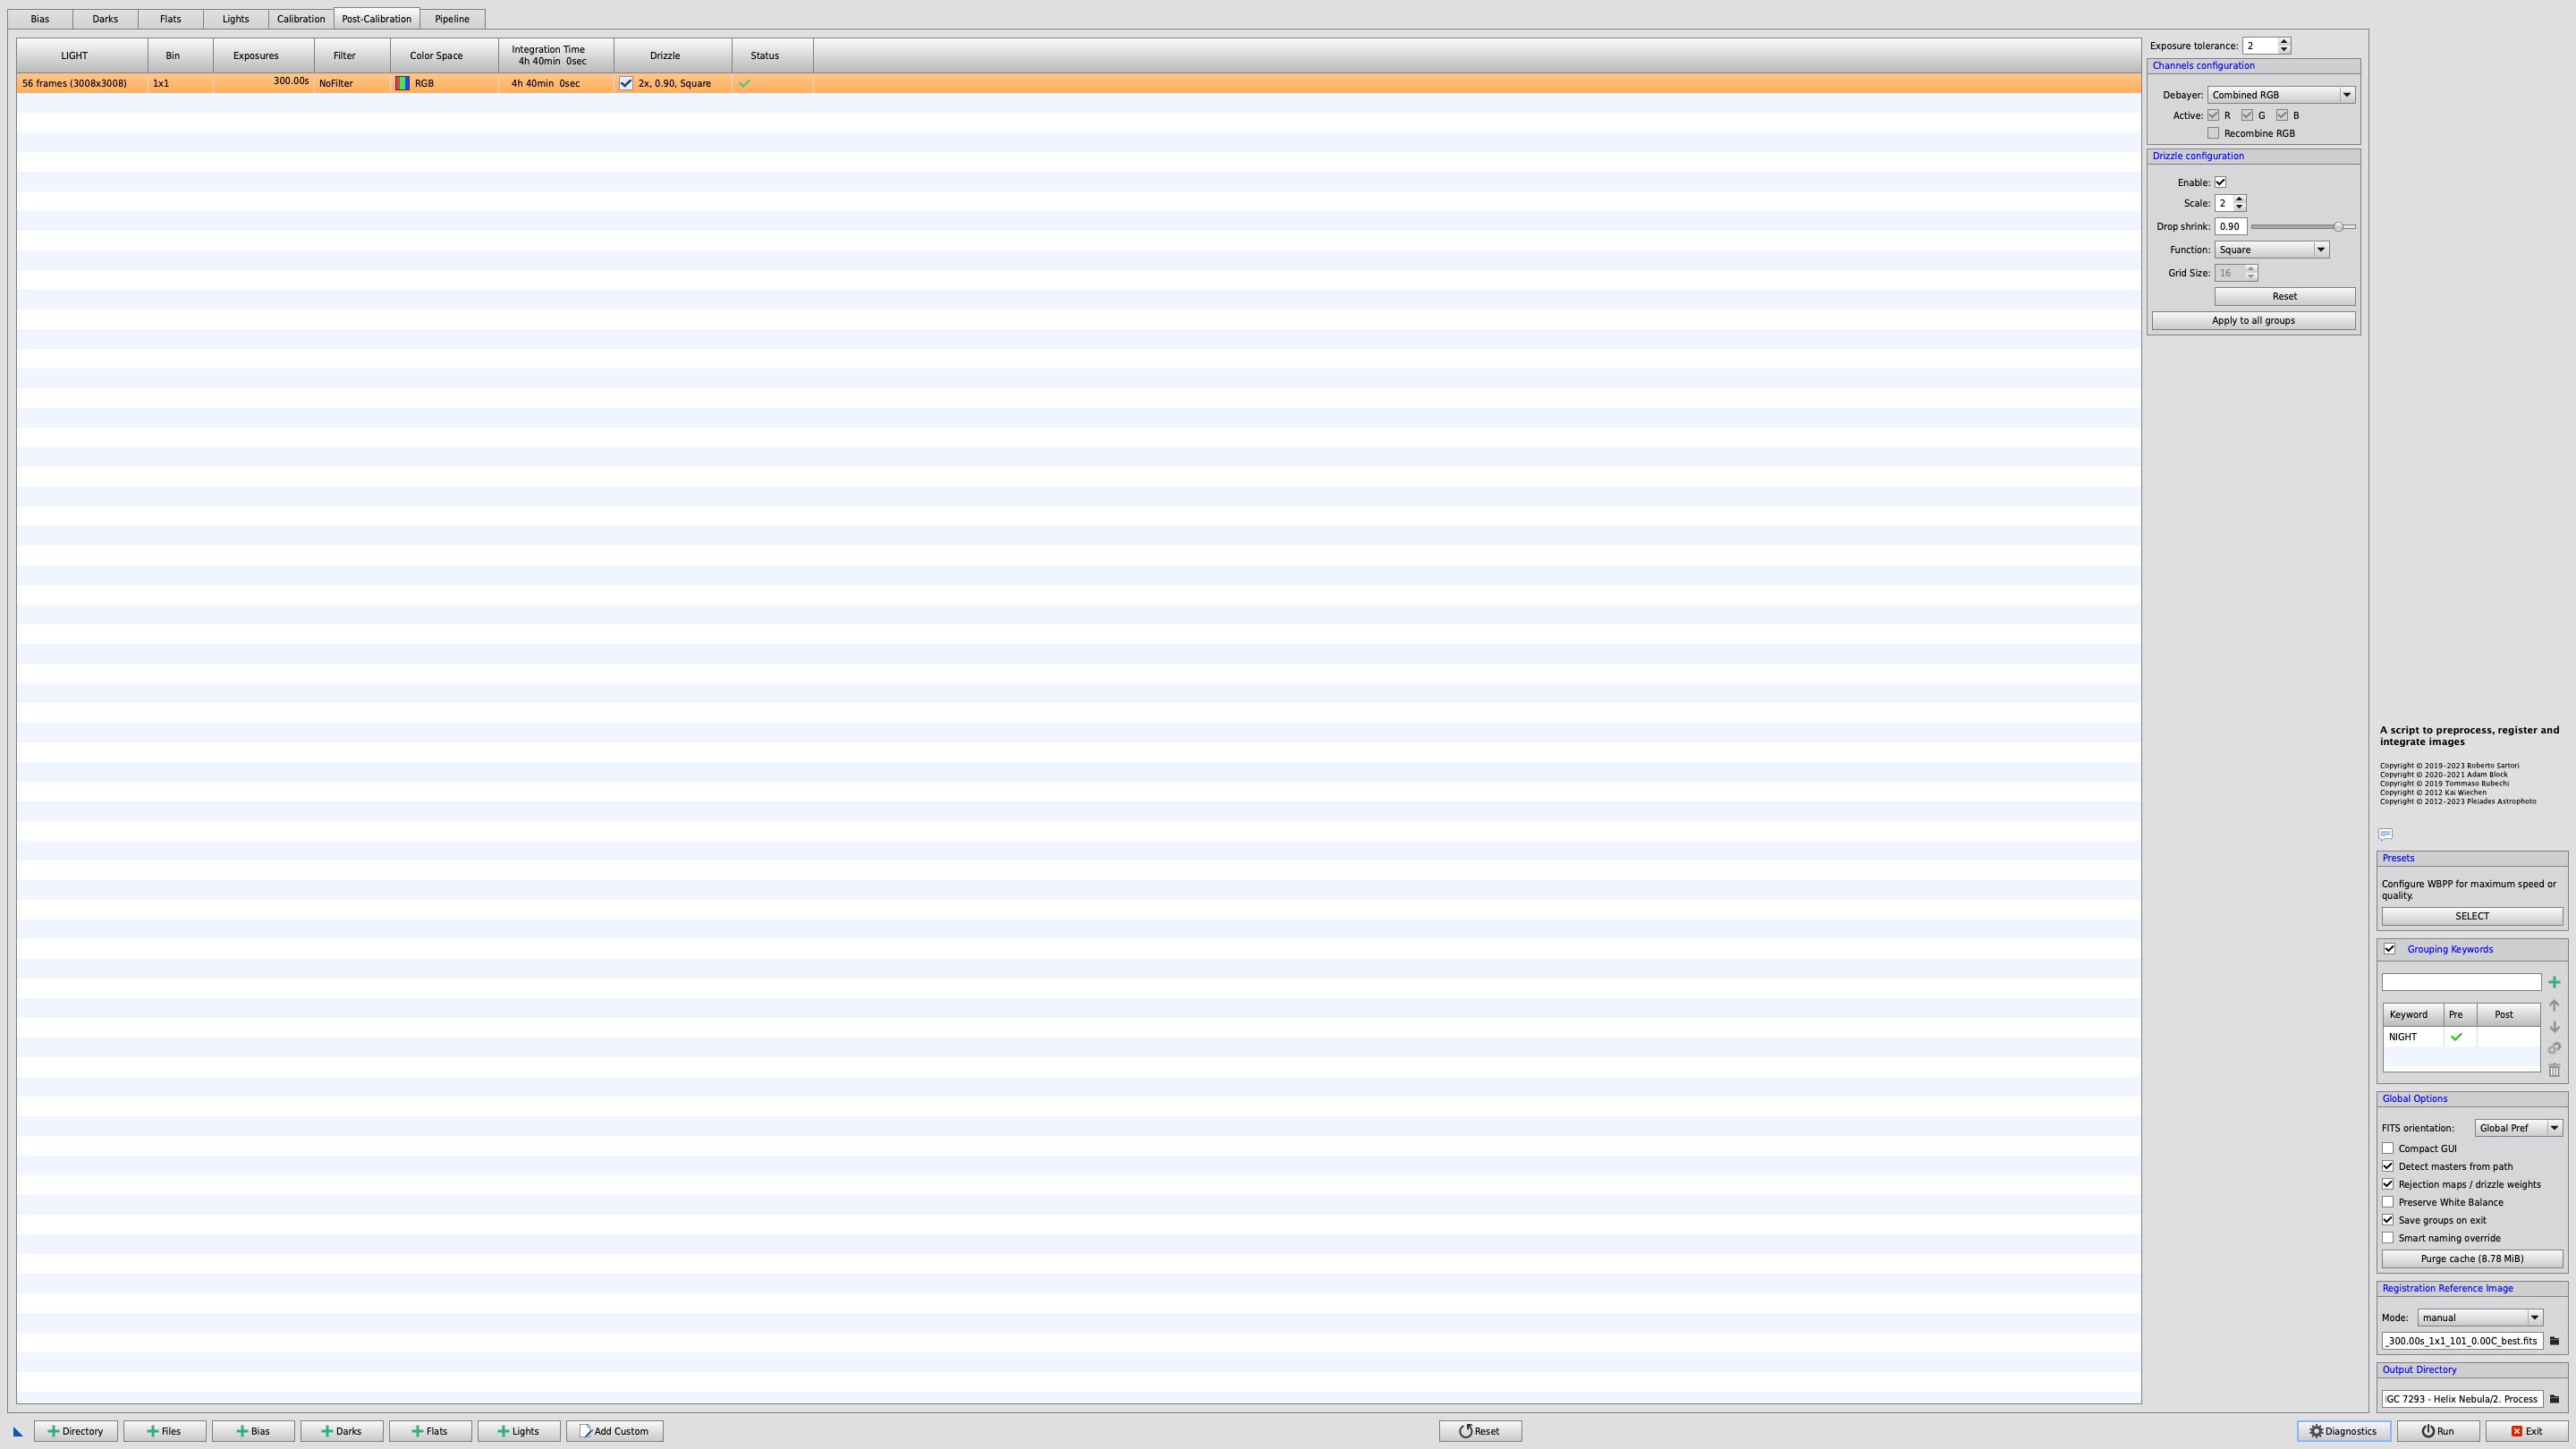 Bias Darks Flats Lights Calibration Post-Calibration Pipeline
LIGHT Bin Exposures Filter Color Space Integration Time Drizzle Status
4h 40min 0sec
56 frames (3008x3008) 1x1 300.00s NoFilter RGB 4h 40min 0sec 2x, 0.90, Square
Exposure tolerance: 2
Channels configuration
Debayer: Combined RGB
Active: R G B
Recombine RGB
Drizzle configuration
Enable:
Scale: 2
Drop shrink: 0.90
Function: Square
Grid Size: 16
Reset
Apply to all groups
A script to preprocess, register and
integrate images
Copyright © 2019-2023 Roberto Sartori
Copyright © 2020-2021 Adam Block
Copyright © 2019 Tommaso Rubechi
Copyright © 2012 Kai Wiechen
Copyright © 2012-2023 Pleiades Astrophoto
Presets
Configure WBPP for maximum speed or
quality.
SELECT
Grouping Keywords
Keyword Pre Post
NIGHT
Global Options
FITS orientation: Global Pref
Compact GUI
Detect masters from path
Rejection maps / drizzle weights
Preserve White Balance
Save groups on exit
Smart naming override
Purge cache (8.78 MiB)
Registration Reference Image
Mode: manual
_300.00s_1x1_101_0.00C_best.fits
Output Directory
GC 7293 - Helix Nebula/2. Process
Directory Files Bias Darks Flats Lights Add Custom Reset Diagnostics Run Exit